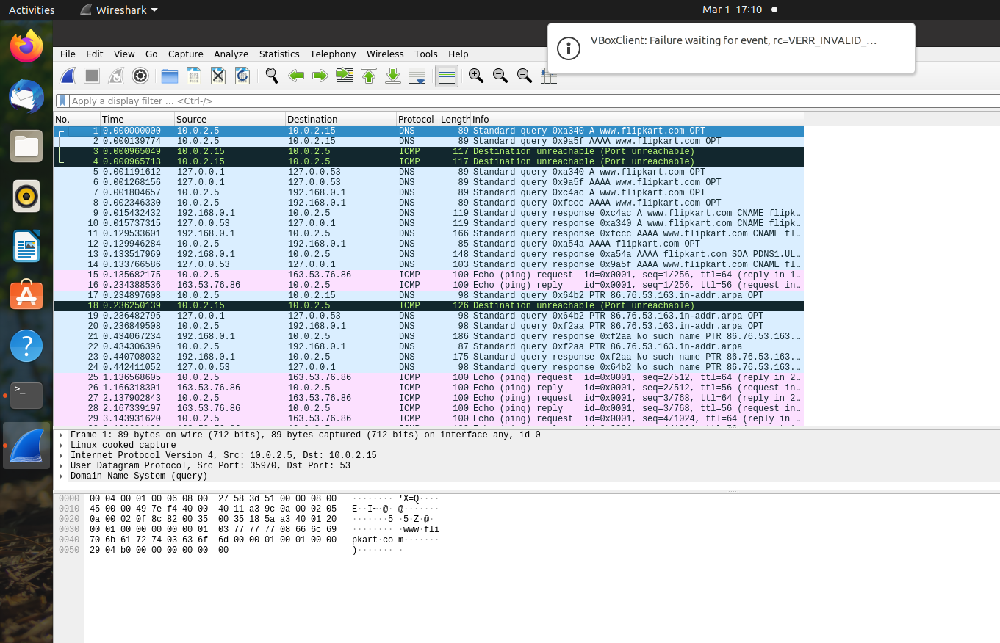 Activities Wireshark Mar 1 17:10
VBoxClient: Failure waiting for event, rc=VERR_INVALID_…
File Edit View Go Capture Analyze Statistics Telephony Wireless Tools Help
Apply a display filter … <Ctrl-/>
No. Time Source Destination Protocol Length Info
1 0.000000000 10.0.2.5 10.0.2.15 DNS 89 Standard query 0xa340 A www.flipkart.com OPT
2 0.000139774 10.0.2.5 10.0.2.15 DNS 89 Standard query 0x9a5f AAAA www.flipkart.com OPT
3 0.000965049 10.0.2.15 10.0.2.5 ICMP 117 Destination unreachable (Port unreachable)
4 0.000965713 10.0.2.15 10.0.2.5 ICMP 117 Destination unreachable (Port unreachable)
5 0.001191612 127.0.0.1 127.0.0.53 DNS 89 Standard query 0xa340 A www.flipkart.com OPT
6 0.001268156 127.0.0.1 127.0.0.53 DNS 89 Standard query 0x9a5f AAAA www.flipkart.com OPT
7 0.001804657 10.0.2.5 192.168.0.1 DNS 89 Standard query 0xc4ac A www.flipkart.com OPT
8 0.002346330 10.0.2.5 192.168.0.1 DNS 89 Standard query 0xfccc AAAA www.flipkart.com OPT
9 0.015432432 192.168.0.1 10.0.2.5 DNS 119 Standard query response 0xc4ac A www.flipkart.com CNAME flipk…
10 0.015737315 127.0.0.53 127.0.0.1 DNS 119 Standard query response 0xa340 A www.flipkart.com CNAME flipk…
11 0.129533601 192.168.0.1 10.0.2.5 DNS 166 Standard query response 0xfccc AAAA www.flipkart.com CNAME fl…
12 0.129946284 10.0.2.5 192.168.0.1 DNS 85 Standard query 0xa54a AAAA flipkart.com OPT
13 0.133517969 192.168.0.1 10.0.2.5 DNS 148 Standard query response 0xa54a AAAA flipkart.com SOA PDNS1.UL…
14 0.133766586 127.0.0.53 127.0.0.1 DNS 103 Standard query response 0x9a5f AAAA www.flipkart.com CNAME fl…
15 0.135682175 10.0.2.5 163.53.76.86 ICMP 100 Echo (ping) request id=0x0001, seq=1/256, ttl=64 (reply in 1…
16 0.234388536 163.53.76.86 10.0.2.5 ICMP 100 Echo (ping) reply id=0x0001, seq=1/256, ttl=56 (request in…
17 0.234897608 10.0.2.5 10.0.2.15 DNS 98 Standard query 0x64b2 PTR 86.76.53.163.in-addr.arpa OPT
18 0.236250139 10.0.2.15 10.0.2.5 ICMP 126 Destination unreachable (Port unreachable)
19 0.236482795 127.0.0.1 127.0.0.53 DNS 98 Standard query 0x64b2 PTR 86.76.53.163.in-addr.arpa OPT
20 0.236849508 10.0.2.5 192.168.0.1 DNS 98 Standard query 0xf2aa PTR 86.76.53.163.in-addr.arpa OPT
21 0.434067234 192.168.0.1 10.0.2.5 DNS 186 Standard query response 0xf2aa No such name PTR 86.76.53.163.…
22 0.434306396 10.0.2.5 192.168.0.1 DNS 87 Standard query 0xf2aa PTR 86.76.53.163.in-addr.arpa
23 0.440708032 192.168.0.1 10.0.2.5 DNS 175 Standard query response 0xf2aa No such name PTR 86.76.53.163.…
24 0.442411052 127.0.0.53 127.0.0.1 DNS 98 Standard query response 0x64b2 No such name PTR 86.76.53.163.…
25 1.136568605 10.0.2.5 163.53.76.86 ICMP 100 Echo (ping) request id=0x0001, seq=2/512, ttl=64 (reply in 2…
26 1.166318301 163.53.76.86 10.0.2.5 ICMP 100 Echo (ping) reply id=0x0001, seq=2/512, ttl=56 (request in…
27 2.137902843 10.0.2.5 163.53.76.86 ICMP 100 Echo (ping) request id=0x0001, seq=3/768, ttl=64 (reply in 2…
28 2.167339197 163.53.76.86 10.0.2.5 ICMP 100 Echo (ping) reply id=0x0001, seq=3/768, ttl=56 (request in…
29 3.143931620 10.0.2.5 163.53.76.86 ICMP 100 Echo (ping) request id=0x0001, seq=4/1024, ttl=64 (reply in …
Frame 1: 89 bytes on wire (712 bits), 89 bytes captured (712 bits) on interface any, id 0
Linux cooked capture
Internet Protocol Version 4, Src: 10.0.2.5, Dst: 10.0.2.15
User Datagram Protocol, Src Port: 35970, Dst Port: 53
Domain Name System (query)
0000 00 04 00 01 00 06 08 00 27 58 3d 51 00 00 08 00 ········ 'X=Q····
0010 45 00 00 49 7e f4 40 00 40 11 a3 9c 0a 00 02 05 E··I~·@· @·······
0020 0a 00 02 0f 8c 82 00 35 00 35 18 5a a3 40 01 20 ·······5 ·5·Z·@·
0030 00 01 00 00 00 00 00 01 03 77 77 77 08 66 6c 69 ········ ·www·fli
0040 70 6b 61 72 74 03 63 6f 6d 00 00 01 00 01 00 00 pkart·co m·······
0050 29 04 b0 00 00 00 00 00 00 )······· ·